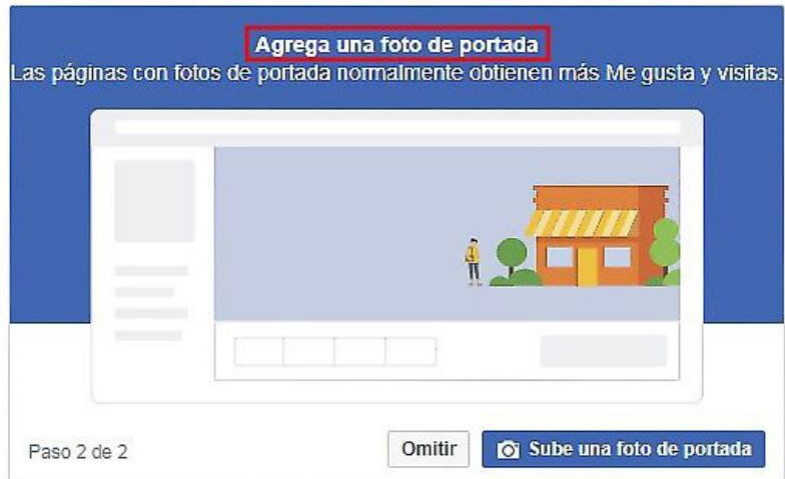 Agrega una foto de portada
Las páginas con fotos de portada normalmente obtienen más Me gusta y visitas.
Paso 2 de 2
Omitir
Sube una foto de portada